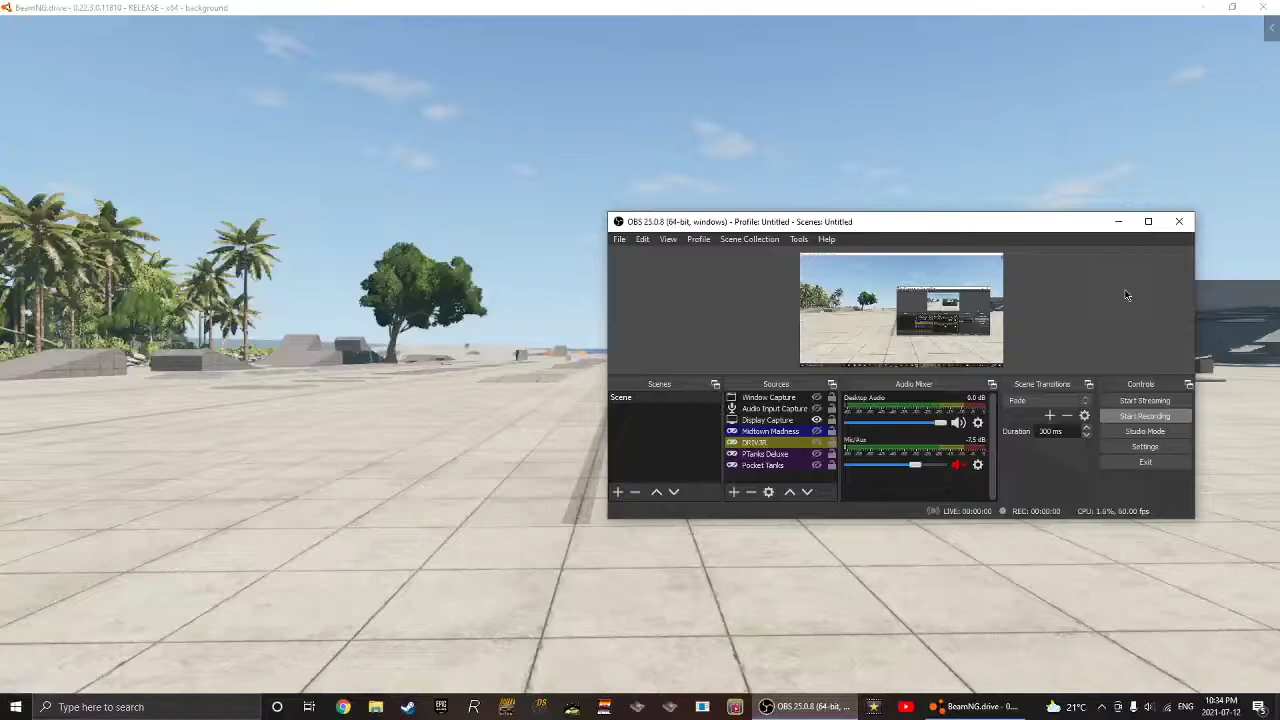 BeamNG.drive - 0.22.3.0.11810 - RELEASE - x64 - background
OBS 25.0.8 (64-bit, windows) - Profile: Untitled - Scenes: Untitled
File Edit View Profile Scene Collection Tools Help
Scenes
Scene
Sources
Window Capture
Audio Input Capture
Display Capture
Midtown Madness
DRIV3R
PTanks Deluxe
Pocket Tanks
Audio Mixer
Desktop Audio 0.0 dB
Mic/Aux -7.5 dB
Scene Transitions
Fade
Duration 300 ms
Controls
Start Streaming
Start Recording
Studio Mode
Settings
Exit
LIVE: 00:00:00 REC: 00:00:00 CPU: 1.6%, 60.00 fps
Type here to search
EPIC
OBS 25.0.8 (64-bit, ...
BeamNG.drive - 0....
21°C
ENG
10:34 PM
2021-07-12